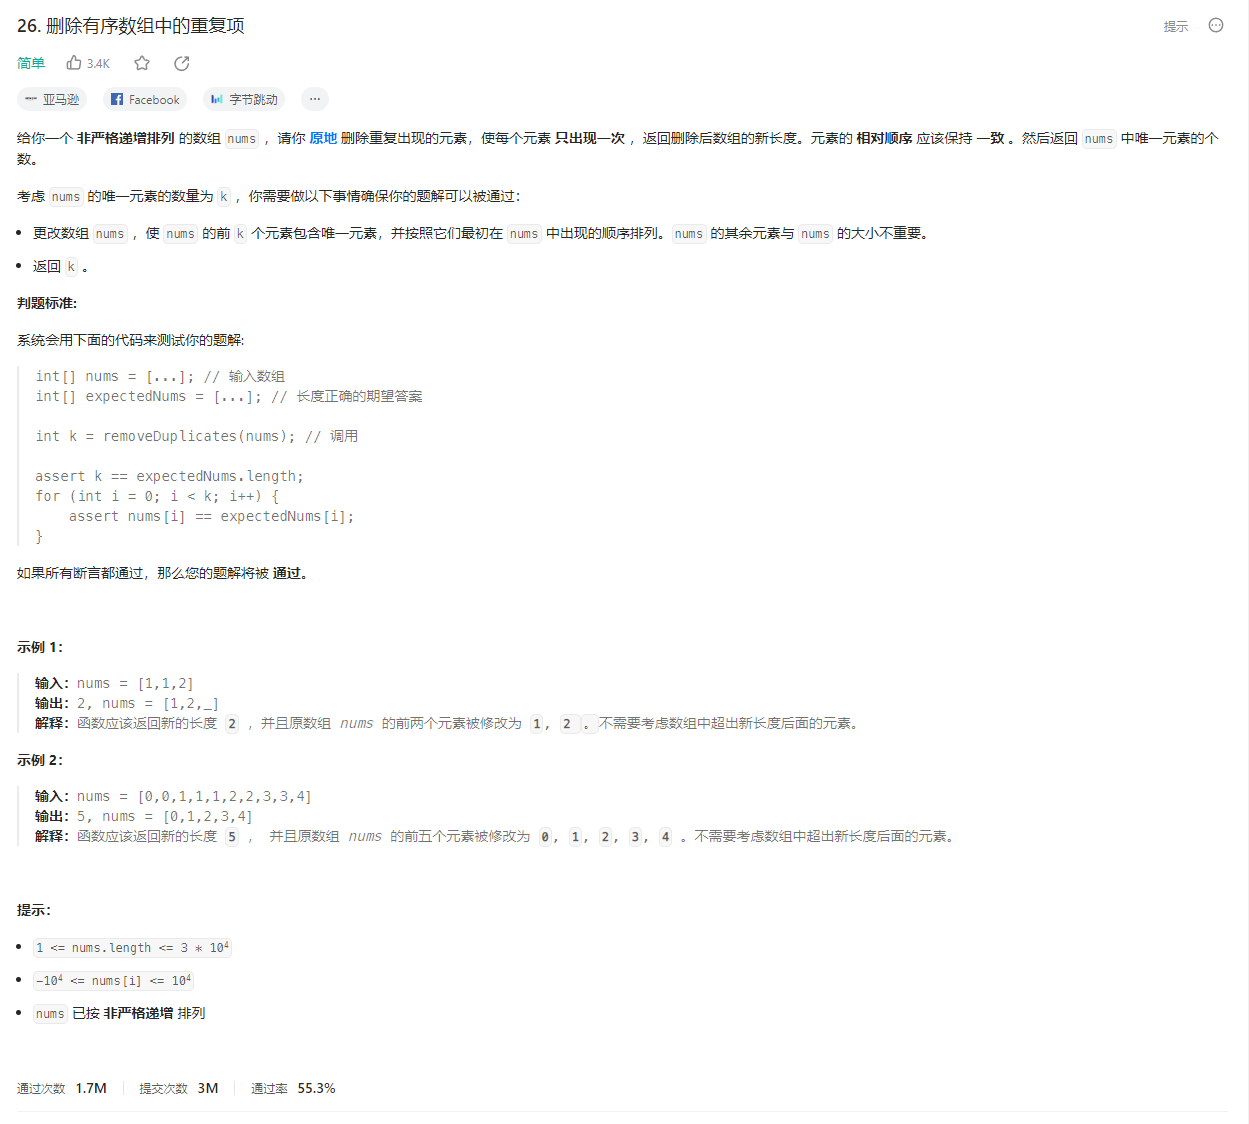 26. 删除有序数组中的重复项
提示
简单 3.4K
亚马逊 Facebook 字节跳动 ...
给你一个 非严格递增排列 的数组 nums ，请你 原地 删除重复出现的元素，使每个元素 只出现一次 ，返回删除后数组的新长度。元素的 相对顺序 应该保持 一致 。然后返回 nums 中唯一元素的个
数。
考虑 nums 的唯一元素的数量为 k ，你需要做以下事情确保你的题解可以被通过：
• 更改数组 nums ，使 nums 的前 k 个元素包含唯一元素，并按照它们最初在 nums 中出现的顺序排列。nums 的其余元素与 nums 的大小不重要。
• 返回 k 。
判题标准:
系统会用下面的代码来测试你的题解:
int[] nums = [...]; // 输入数组
int[] expectedNums = [...]; // 长度正确的期望答案
int k = removeDuplicates(nums); // 调用
assert k == expectedNums.length;
for (int i = 0; i < k; i++) {
    assert nums[i] == expectedNums[i];
}
如果所有断言都通过，那么您的题解将被 通过。
示例 1：
输入：nums = [1,1,2]
输出：2, nums = [1,2,_]
解释：函数应该返回新的长度 2 ，并且原数组 nums 的前两个元素被修改为 1, 2 。不需要考虑数组中超出新长度后面的元素。
示例 2：
输入：nums = [0,0,1,1,1,2,2,3,3,4]
输出：5, nums = [0,1,2,3,4]
解释：函数应该返回新的长度 5 ， 并且原数组 nums 的前五个元素被修改为 0, 1, 2, 3, 4 。不需要考虑数组中超出新长度后面的元素。
提示：
• 1 <= nums.length <= 3 * 10⁴
• -10⁴ <= nums[i] <= 10⁴
• nums 已按 非严格递增 排列
通过次数 1.7M 提交次数 3M 通过率 55.3%